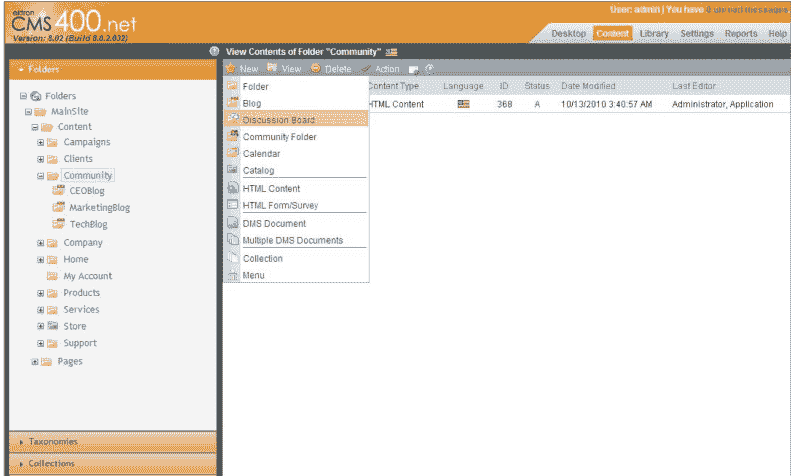 ektron
CMS400.net
Version: 8.02 (Build 8.0.2.032)
User: admin | You have 0 unread messages
Desktop Content Library Settings Reports Help
View Contents of Folder "Community"
Folders
New View Delete Action
Content Type Language ID Status Date Modified Last Editor
HTML Content 368 A 10/13/2010 3:40:57 AM Administrator, Application
Folder
Blog
Discussion Board
Community Folder
Calendar
Catalog
HTML Content
HTML Form/Survey
DMS Document
Multiple DMS Documents
Collection
Menu
Folders
MainSite
Content
Campaigns
Clients
Community
CEOBlog
MarketingBlog
TechBlog
Company
Home
My Account
Products
Services
Store
Support
Pages
Taxonomies
Collections